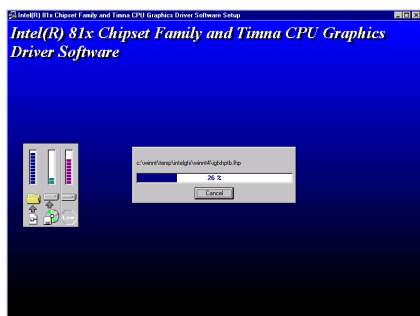 Intel(R) 81x Chipset Family and Timna CPU Graphics Driver Software Setup
Intel(R) 81x Chipset Family and Timna CPU Graphics
Driver Software
c:\winnt\temp\intelgfx\winnt4\igfxhptb.lhp
26 %
Cancel